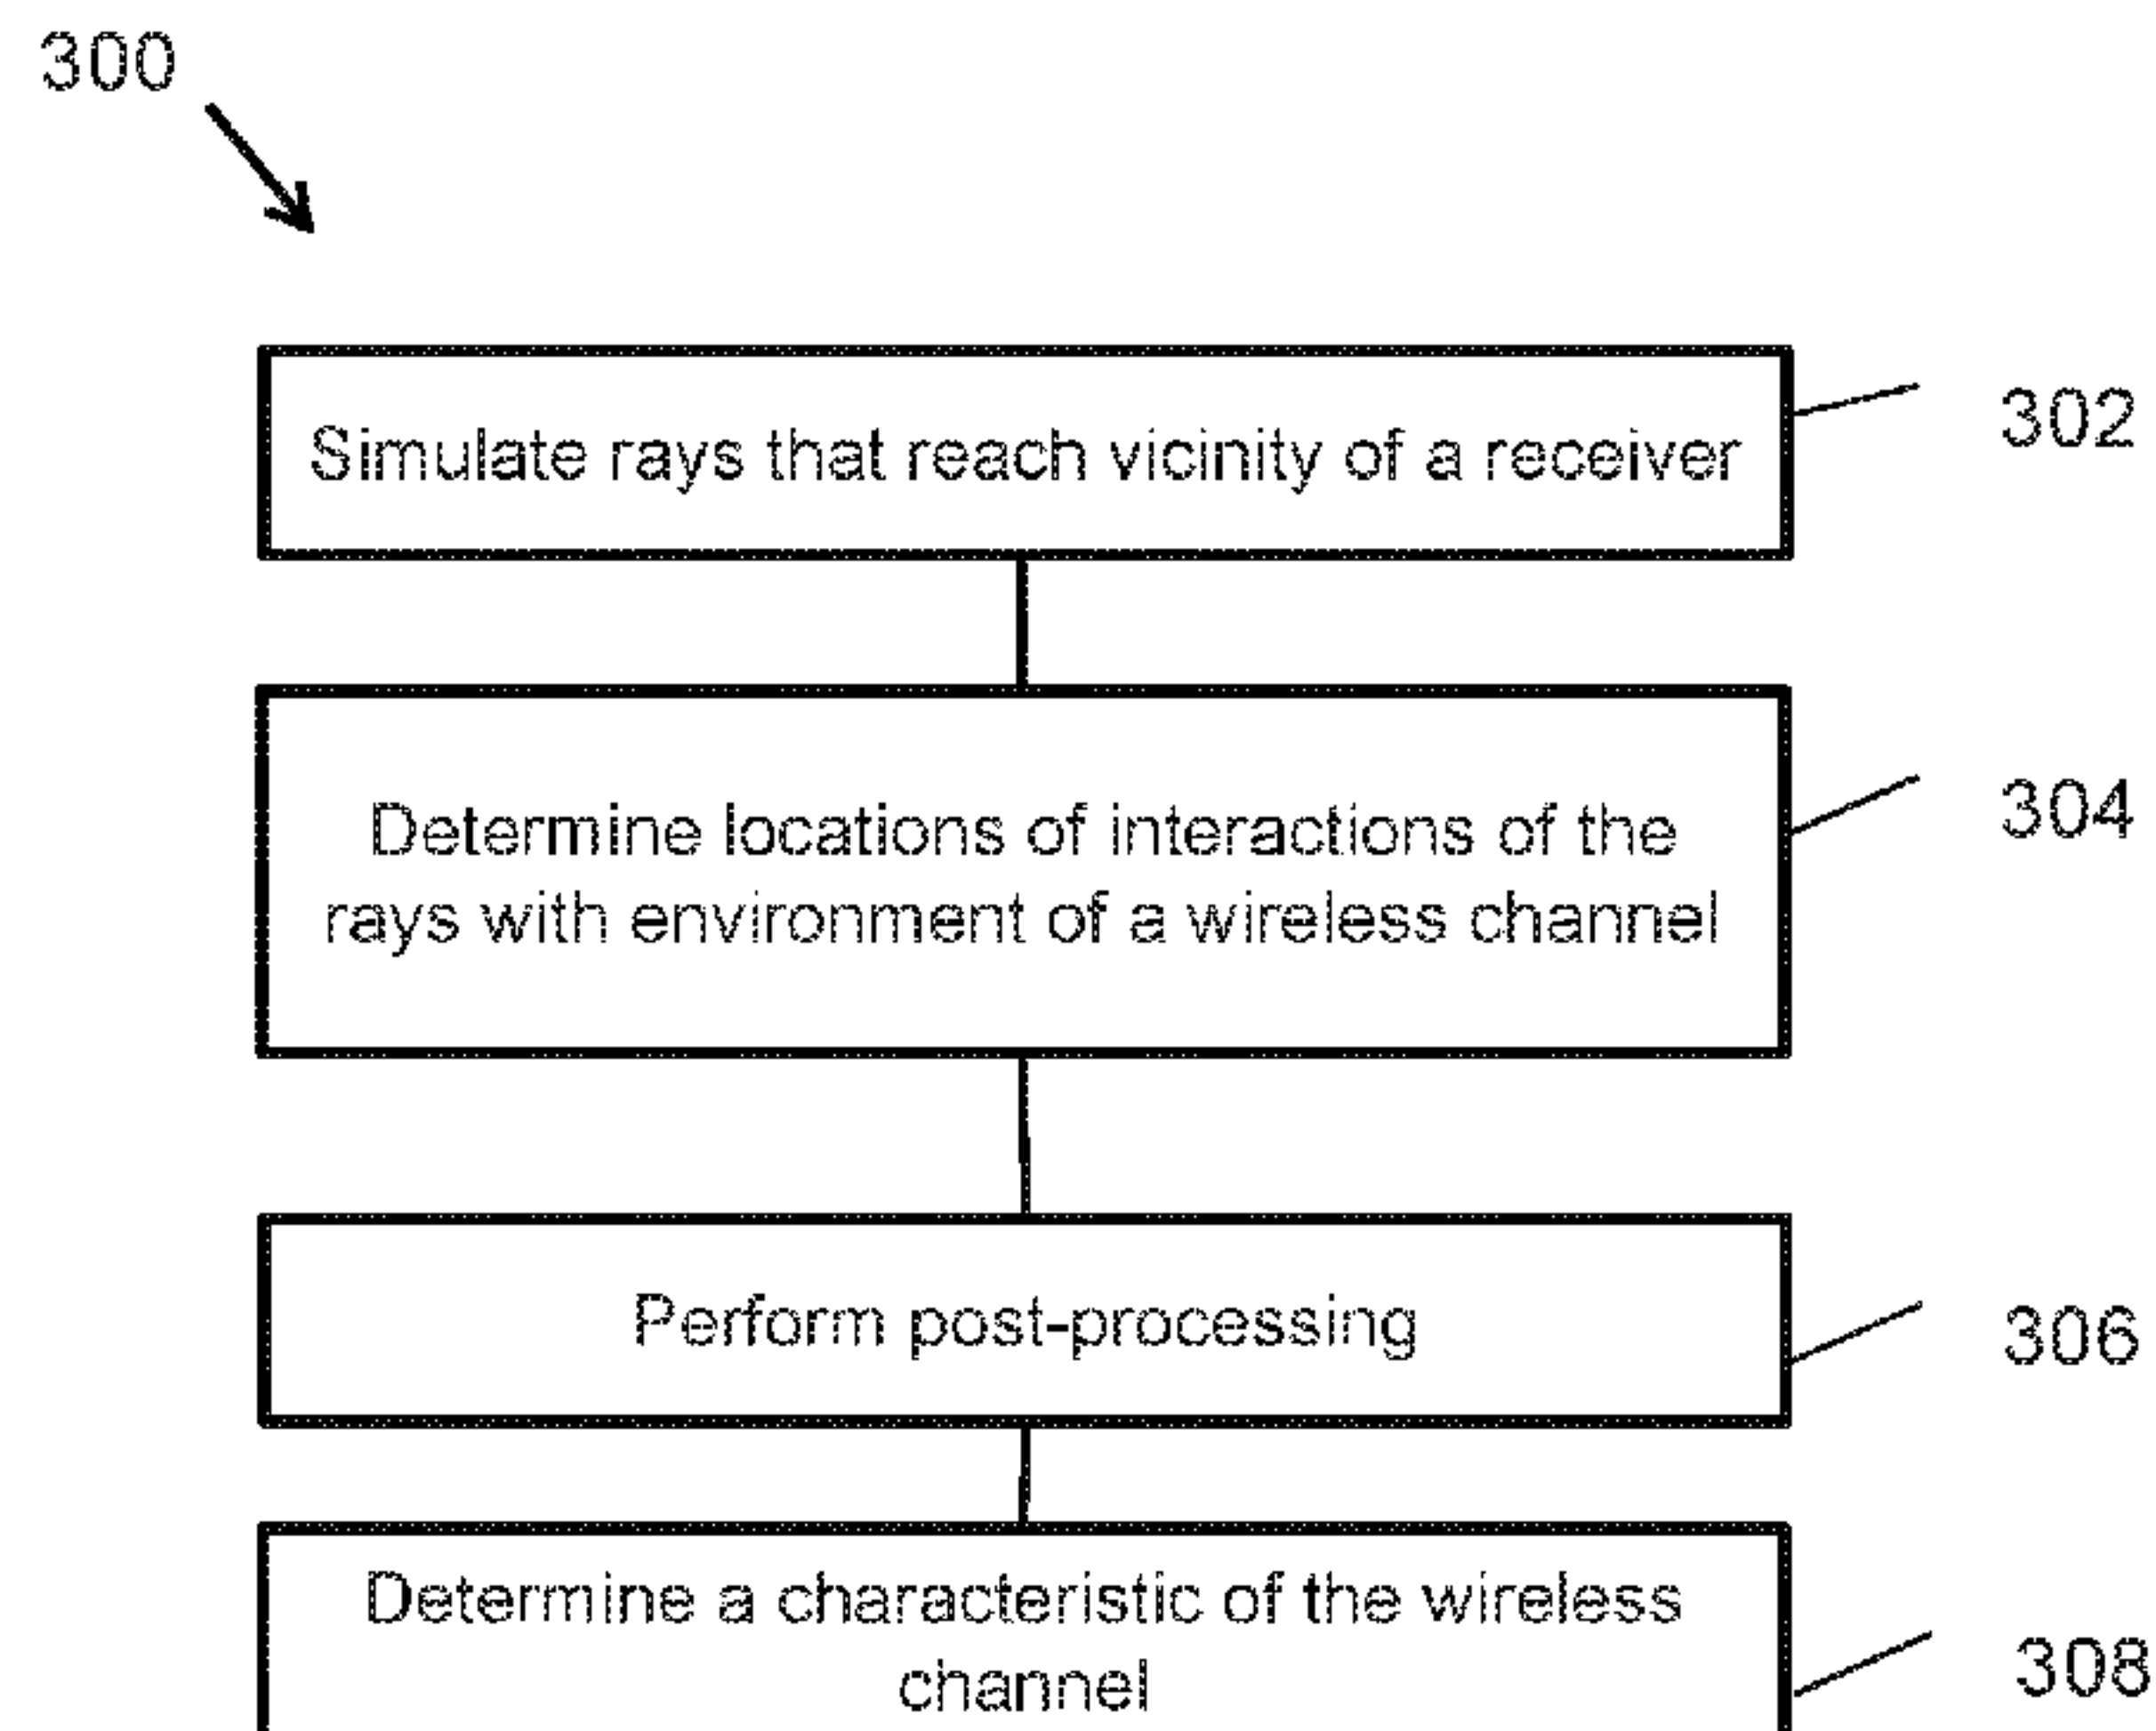 300
Simulate rays that reach vicinity of a receiver
302
Determine locations of interactions of the
rays with environment of a wireless channel
304
Perform post-processing
306
Determine a characteristic of the wireless
channel
308